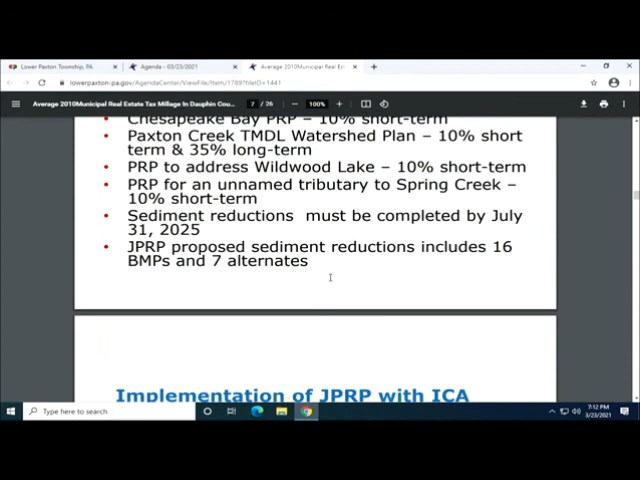 Lower Paxton Township, PA
Agenda - 03/23/2021
Average 2010Municipal Real Est
lowerpaxton-pa.gov/AgendaCenter/ViewFile/Item/1789?fileID=1441
Average 2010Municipal Real Estate Tax Millage In Dauphin Cou...
7 / 26
100%
Chesapeake Bay PRP – 10% short-term
• Paxton Creek TMDL Watershed Plan – 10% short
term & 35% long-term
• PRP to address Wildwood Lake – 10% short-term
• PRP for an unnamed tributary to Spring Creek –
10% short-term
• Sediment reductions must be completed by July
31, 2025
• JPRP proposed sediment reductions includes 16
BMPs and 7 alternates
Implementation of JPRP with ICA
Type here to search
7:12 PM
3/23/2021